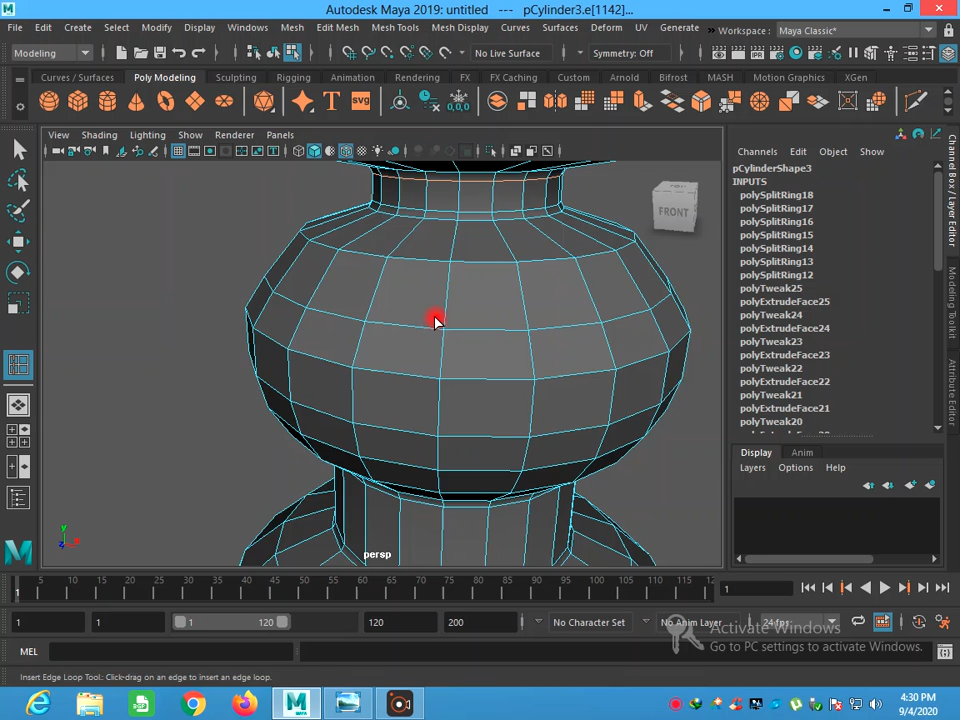 Autodesk Maya 2019: untitled   ---   pCylinder3.e[1142]...
File Edit Create Select Modify Display Windows Mesh Edit Mesh Mesh Tools Mesh Display Curves Surfaces Deform UV Generate Workspace : Maya Classic*
Modeling No Live Surface Symmetry: Off
Curves / Surfaces Poly Modeling Sculpting Rigging Animation Rendering FX FX Caching Custom Arnold Bifrost MASH Motion Graphics XGen
svg 0,0,0
View Shading Lighting Show Renderer Panels
Channels Edit Object Show
pCylinderShape3
INPUTS
polySplitRing18
polySplitRing17
polySplitRing16
polySplitRing15
polySplitRing14
polySplitRing13
polySplitRing12
polyTweak25
polyExtrudeFace25
polyTweak24
polyExtrudeFace24
polyTweak23
polyExtrudeFace23
polyTweak22
polyExtrudeFace22
polyTweak21
polyExtrudeFace21
polyTweak20
Channel Box / Layer Editor
Modeling Toolkit
Attribute Editor
FRONT
Display Anim
Layers Options Help
y
z x
persp
5 10 15 20 25 30 35 40 45 50 55 60 65 70 75 80 85 90 95 100 105 110 115 12
1 1
1 1 1 120 120 200 No Character Set No Anim Layer 24 fps
Activate Windows
Go to PC settings to activate Windows.
MEL
Insert Edge Loop Tool: Click-drag on an edge to insert an edge loop.
4:30 PM
9/4/2020